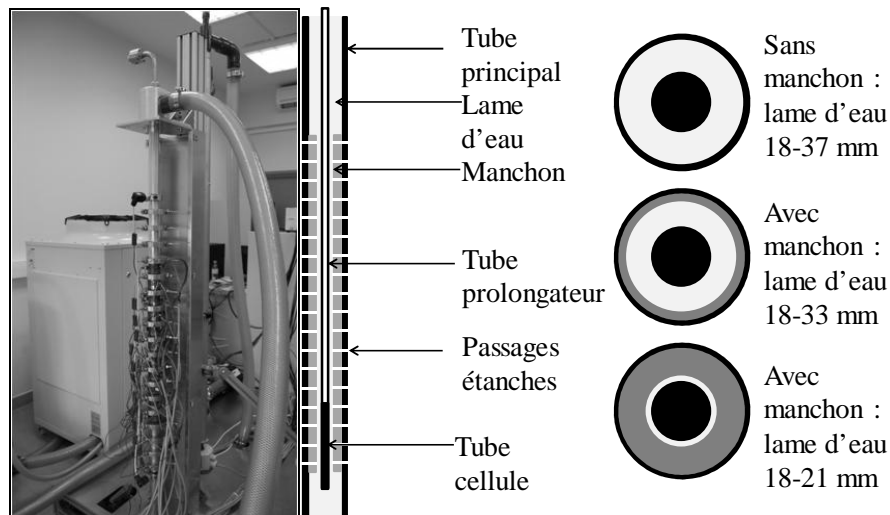 Tube
principal
Lame
d'eau
Manchon
Tube
prolongateur
Passages
étanches
Tube
cellule
Sans
manchon :
lame d'eau
18-37 mm
Avec
manchon :
lame d'eau
18-33 mm
Avec
manchon :
lame d'eau
18-21 mm